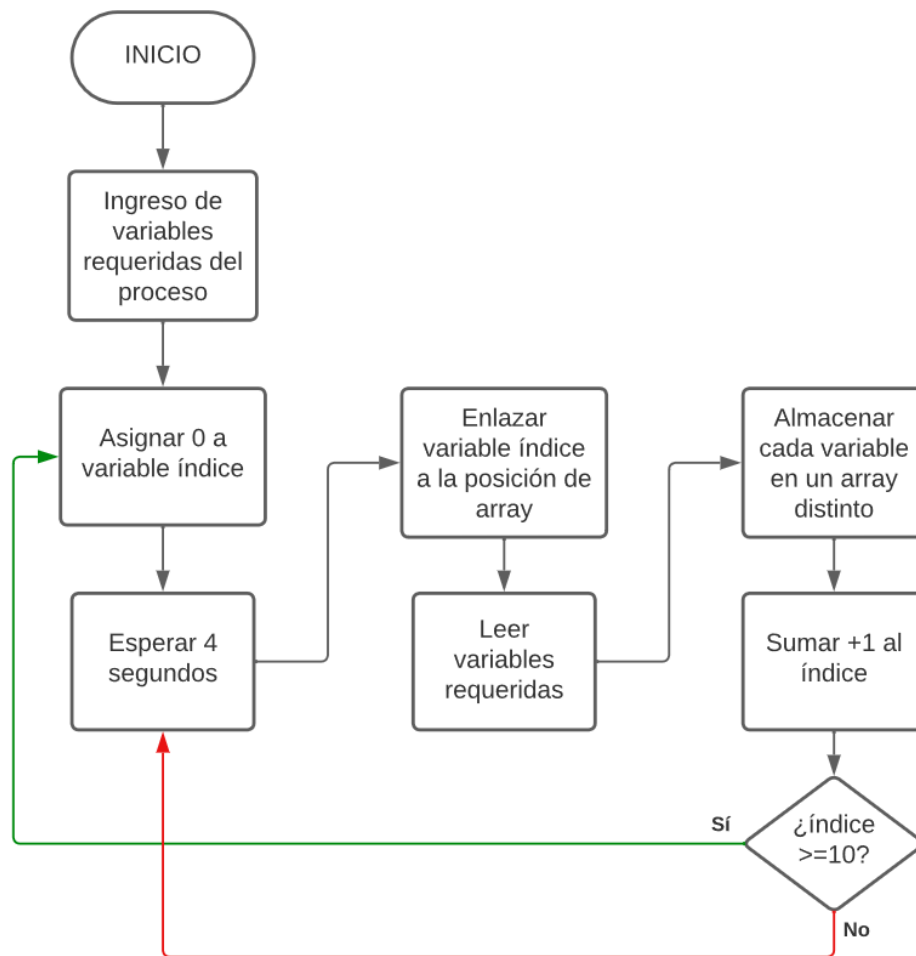 INICIO
Ingreso de
variables
requeridas del
proceso
Asignar 0 a
variable índice
Esperar 4
segundos
Enlazar
variable índice
a la posición de
array
Leer
variables
requeridas
Almacenar
cada variable
en un array
distinto
Sumar +1 al
índice
¿índice
>=10?
Sí
No